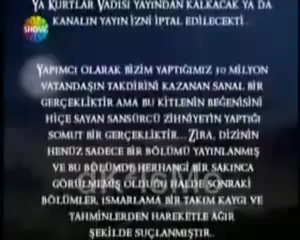 YA KURTLAR VADİSİ YAYINDAN KALKACAK YA DA
KANALIN YAYIN İZNİ İPTAL EDİLECEKTİ..
SHOW
YAPIMCI OLARAK BİZİM YAPTIĞIMIZ 30 MİLYON
VATANDAŞIN TAKDİRİNİ KAZANAN SANAL BİR
GERÇEKLİKTİR AMA BU KİTLENİN BEĞENİSİNİ
HİÇE SAYAN SANSÜRCÜ ZİHNİYETİN YAPTIĞI
SOMUT BİR GERÇEKLİKTİR... ZİRA, DİZİNİN
HENÜZ SADECE BİR BÖLÜMÜ YAYINLANMIŞ
VE BU BÖLÜMDE HERHANGİ BİR SAKINCA
GÖRÜLMEMİŞ OLDUĞU HALDE SONRAKİ
BÖLÜMLER, ISMARLAMA BİR TAKIM KAYGI VE
TAHMİNLERDEN HAREKETLE AĞIR
ŞEKİLDE SUÇLANMIŞTIR..